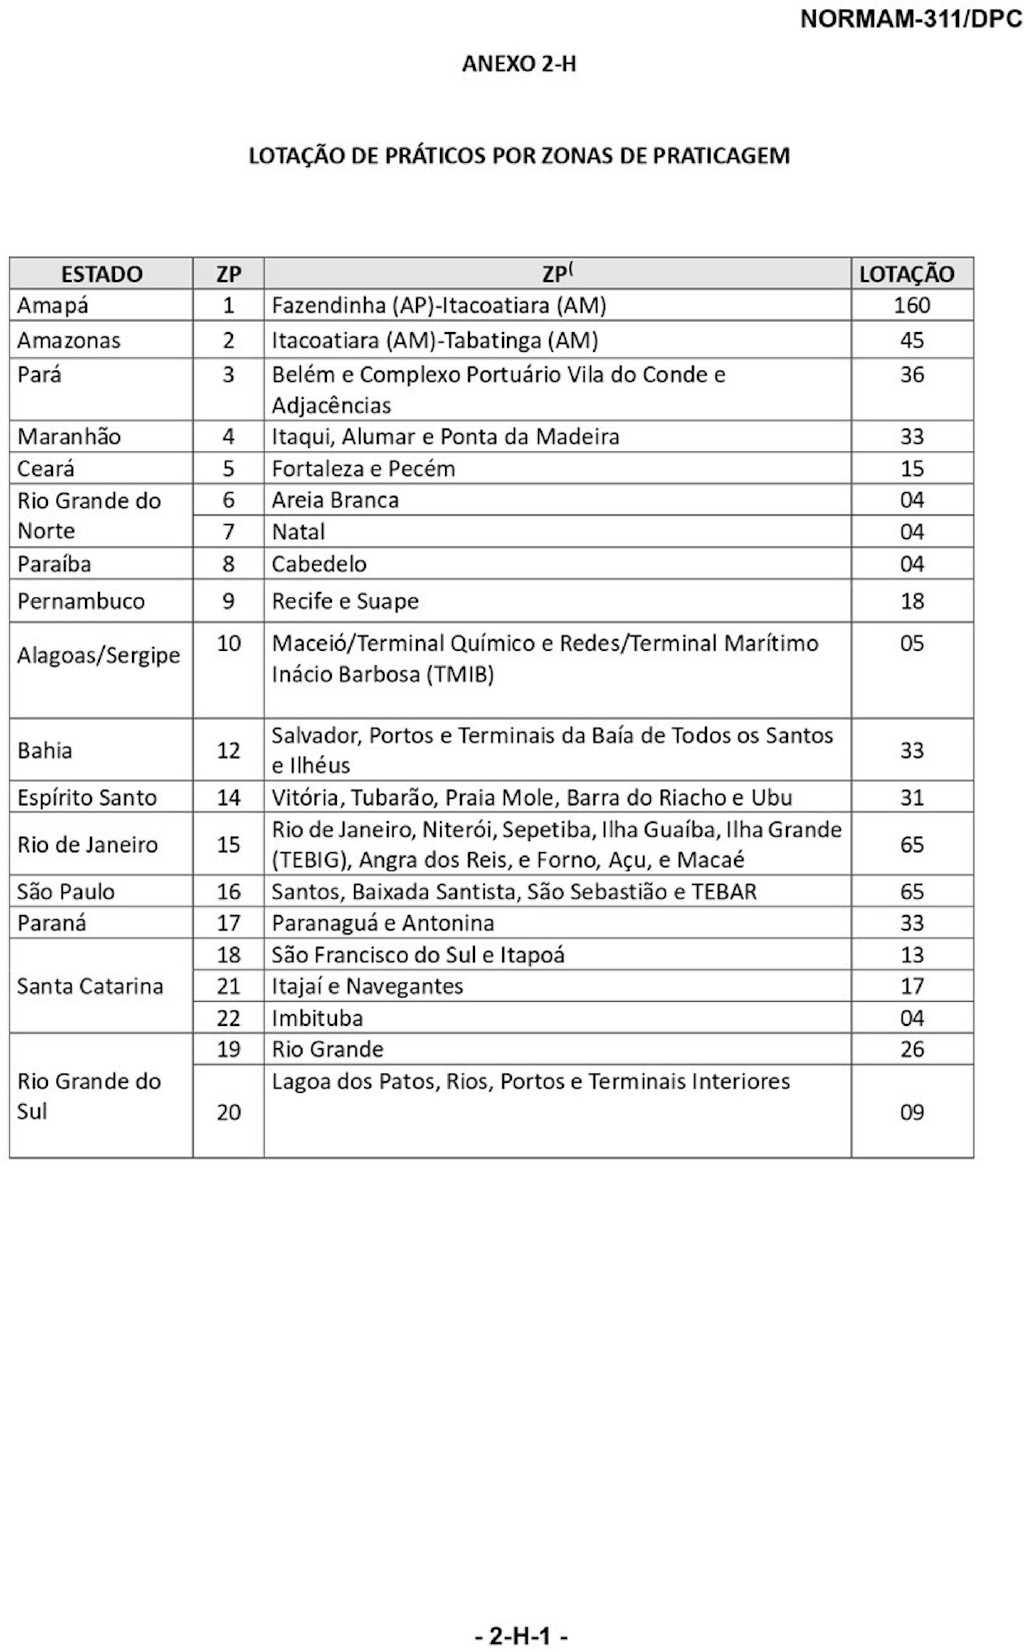 NORMAM-311/DPC
ANEXO 2-H
LOTAÇÃO DE PRÁTICOS POR ZONAS DE PRATICAGEM
ESTADO ZP ZP( LOTAÇÃO
Amapá 1 Fazendinha (AP)-Itacoatiara (AM) 160
Amazonas 2 Itacoatiara (AM)-Tabatinga (AM) 45
Pará 3 Belém e Complexo Portuário Vila do Conde e 36
Adjacências
Maranhão 4 Itaqui, Alumar e Ponta da Madeira 33
Ceará 5 Fortaleza e Pecém 15
Rio Grande do 6 Areia Branca 04
Norte 7 Natal 04
Paraíba 8 Cabedelo 04
Pernambuco 9 Recife e Suape 18
Alagoas/Sergipe 10 Maceió/Terminal Químico e Redes/Terminal Marítimo 05
Inácio Barbosa (TMIB)
Bahia 12 Salvador, Portos e Terminais da Baía de Todos os Santos 33
e Ilhéus
Espírito Santo 14 Vitória, Tubarão, Praia Mole, Barra do Riacho e Ubu 31
Rio de Janeiro 15 Rio de Janeiro, Niterói, Sepetiba, Ilha Guaíba, Ilha Grande 65
(TEBIG), Angra dos Reis, e Forno, Açu, e Macaé
São Paulo 16 Santos, Baixada Santista, São Sebastião e TEBAR 65
Paraná 17 Paranaguá e Antonina 33
18 São Francisco do Sul e Itapoá 13
Santa Catarina 21 Itajaí e Navegantes 17
22 Imbituba 04
19 Rio Grande 26
Rio Grande do Lagoa dos Patos, Rios, Portos e Terminais Interiores
Sul 20 09
- 2-H-1 -